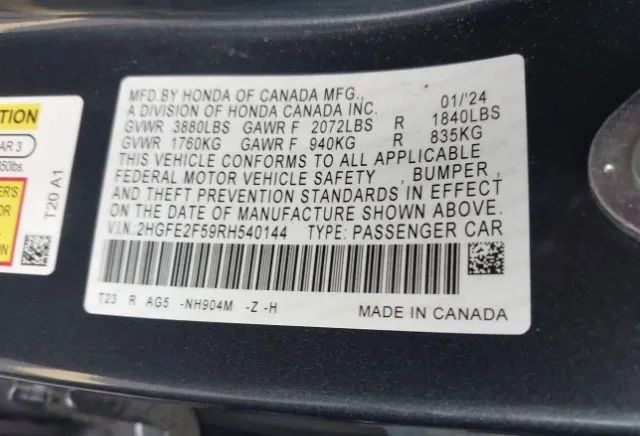 MFD.BY HONDA OF CANADA MFG.,
A DIVISION OF HONDA CANADA INC. 01/'24
GVWR 3880LBS GAWR F 2072LBS R 1840LBS
GVWR 1760KG GAWR F 940KG R 835KG
THIS VEHICLE CONFORMS TO ALL APPLICABLE
FEDERAL MOTOR VEHICLE SAFETY , BUMPER ,
AND THEFT PREVENTION STANDARDS IN EFFECT
ON THE DATE OF MANUFACTURE SHOWN ABOVE.
V.I.N:2HGFE2F59RH540144 TYPE: PASSENGER CAR
T23 R AG5 -NH904M -Z -H MADE IN CANADA
T20 A1